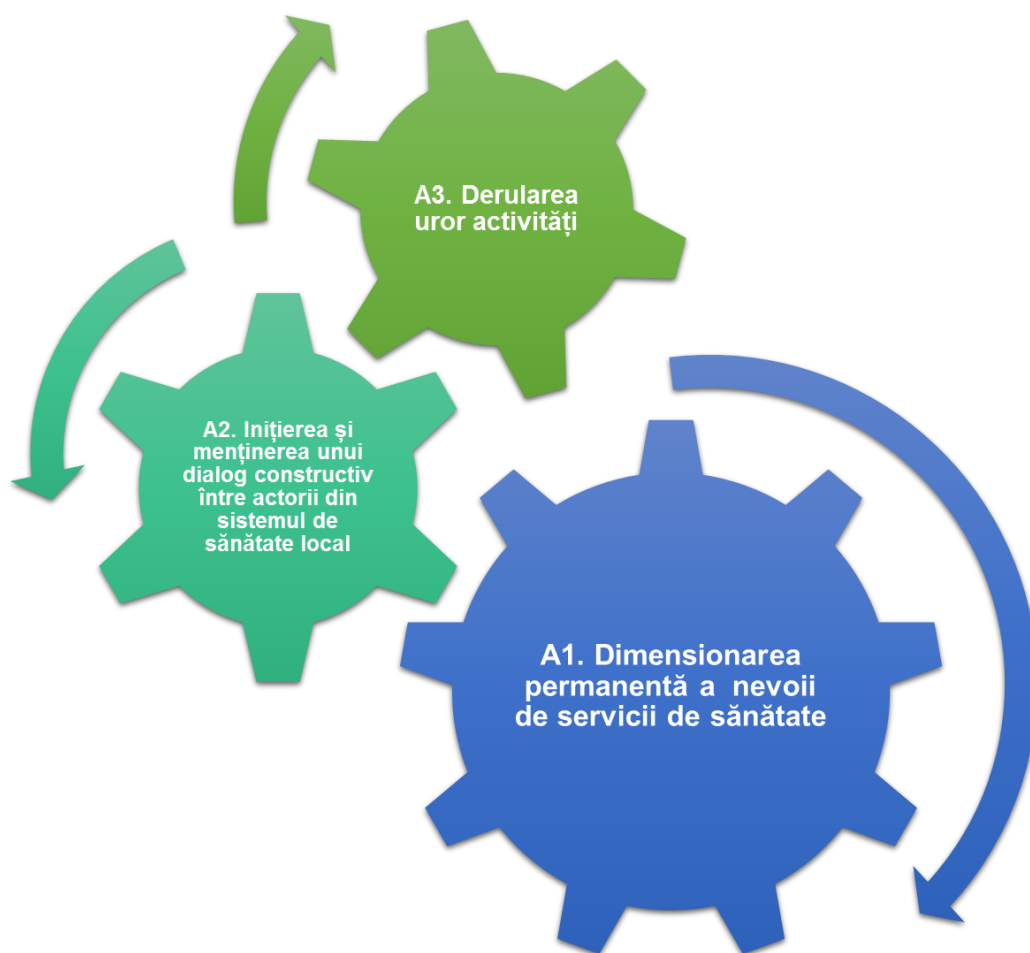 A3. Derularea
uror activități
A2. Inițierea și
menținerea unui
dialog constructiv
între actorii din
sistemul de
sănătate local
A1. Dimensionarea
permanentă a  nevoii
de servicii de sănătate